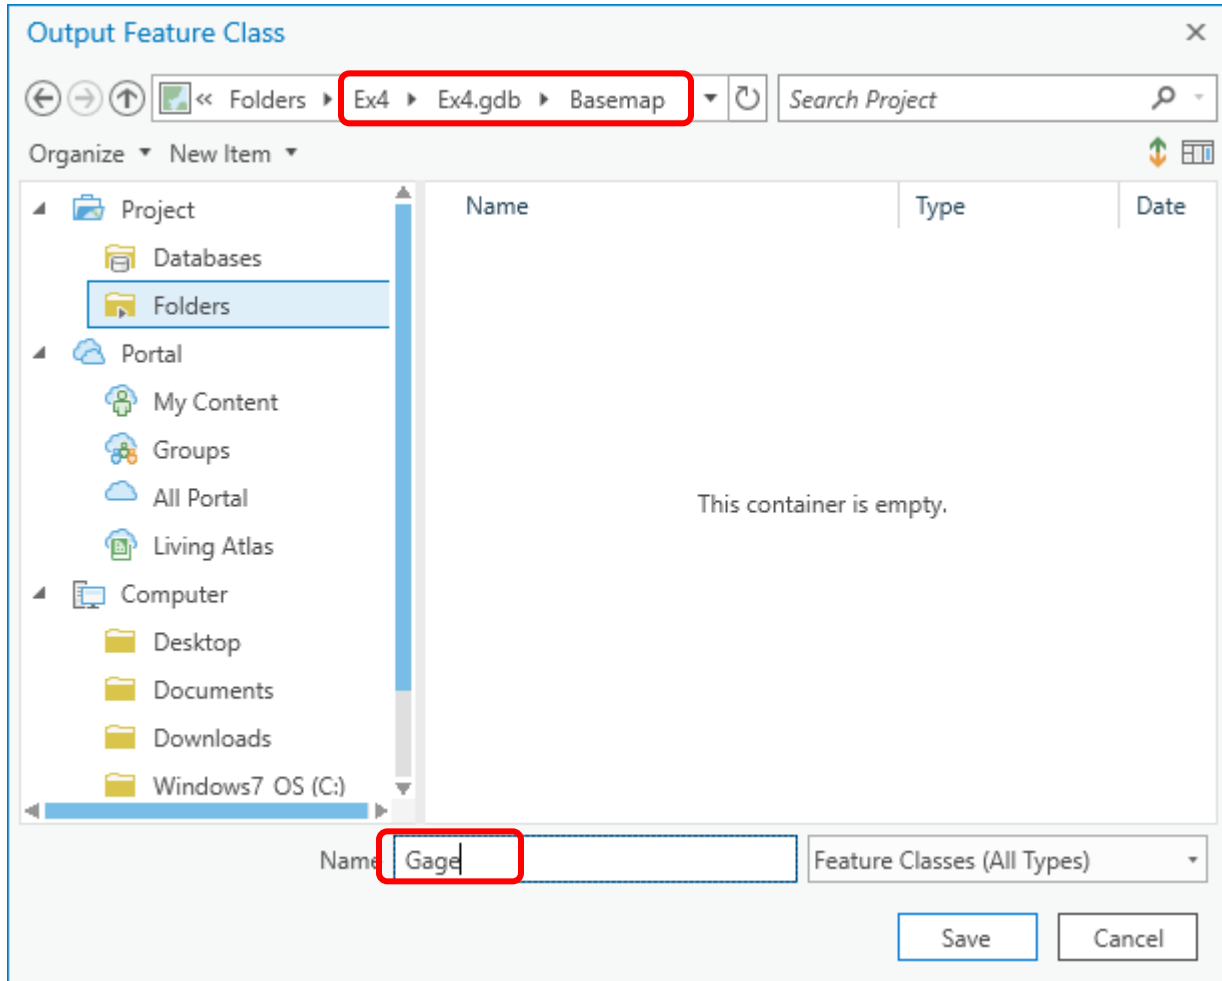 Output Feature Class
« Folders Ex4 Ex4.gdb Basemap Search Project
Organize New Item
Project
Databases
Folders
Portal
My Content
Groups
All Portal
Living Atlas
Computer
Desktop
Documents
Downloads
Windows7_OS (C:)
Name Type Date
This container is empty.
Name Gage Feature Classes (All Types)
Save Cancel